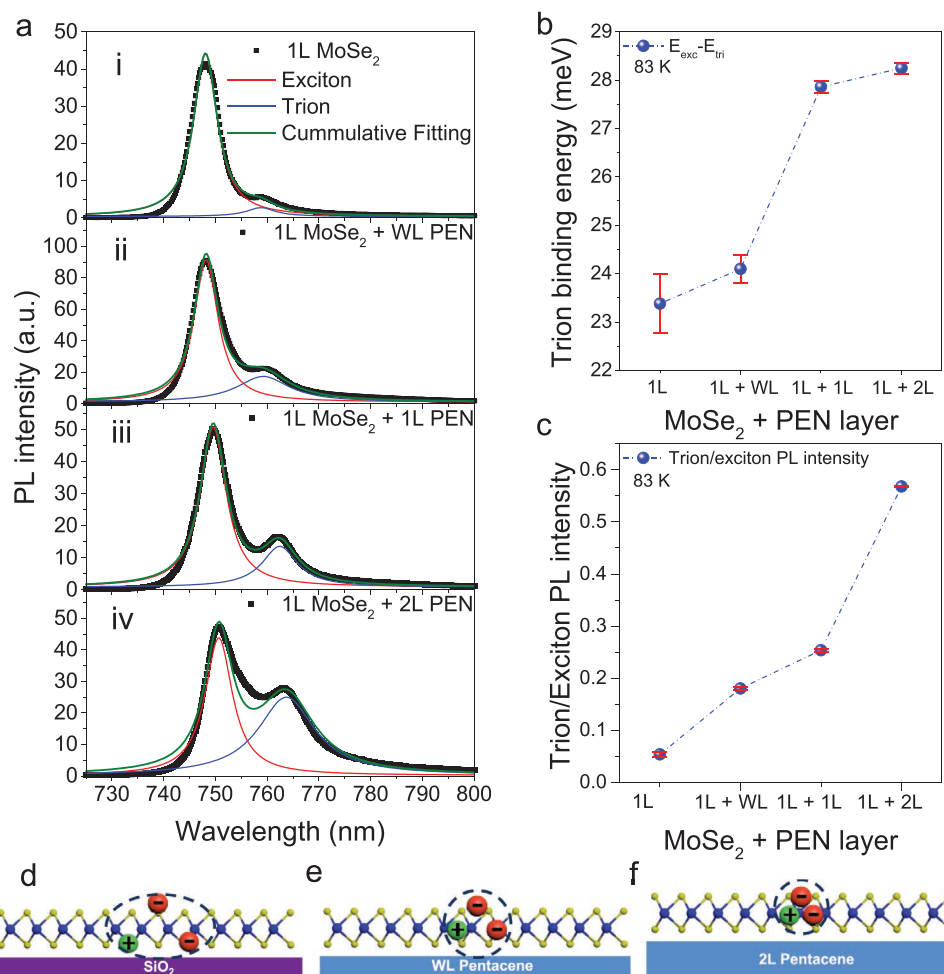 a
i
1L MoSe2
Exciton
Trion
Cummulative Fitting
50
40
30
20
10
0
1L MoSe2 + WL PEN
ii
100
80
60
40
20
0
1L MoSe2 + 1L PEN
iii
50
40
30
20
10
0
1L MoSe2 + 2L PEN
iv
50
40
30
20
10
0
730 740 750 760 770 780 790 800
Wavelength (nm)
PL intensity (a.u.)
b
Eexc-Etri
83 K
29
28
26
24
23
22
Trion binding energy (meV)
1L 1L + WL 1L + 1L 1L + 2L
MoSe2 + PEN layer
c
Trion/exciton PL intensity
83 K
0.6
0.5
0.3
0.2
0.1
0.0
Trion/Exciton PL intensity
1L 1L + WL 1L + 1L 1L + 2L
MoSe2 + PEN layer
d
+ - -
SiO2
e
+ - -
WL Pentacene
f
+ - -
2L Pentacene